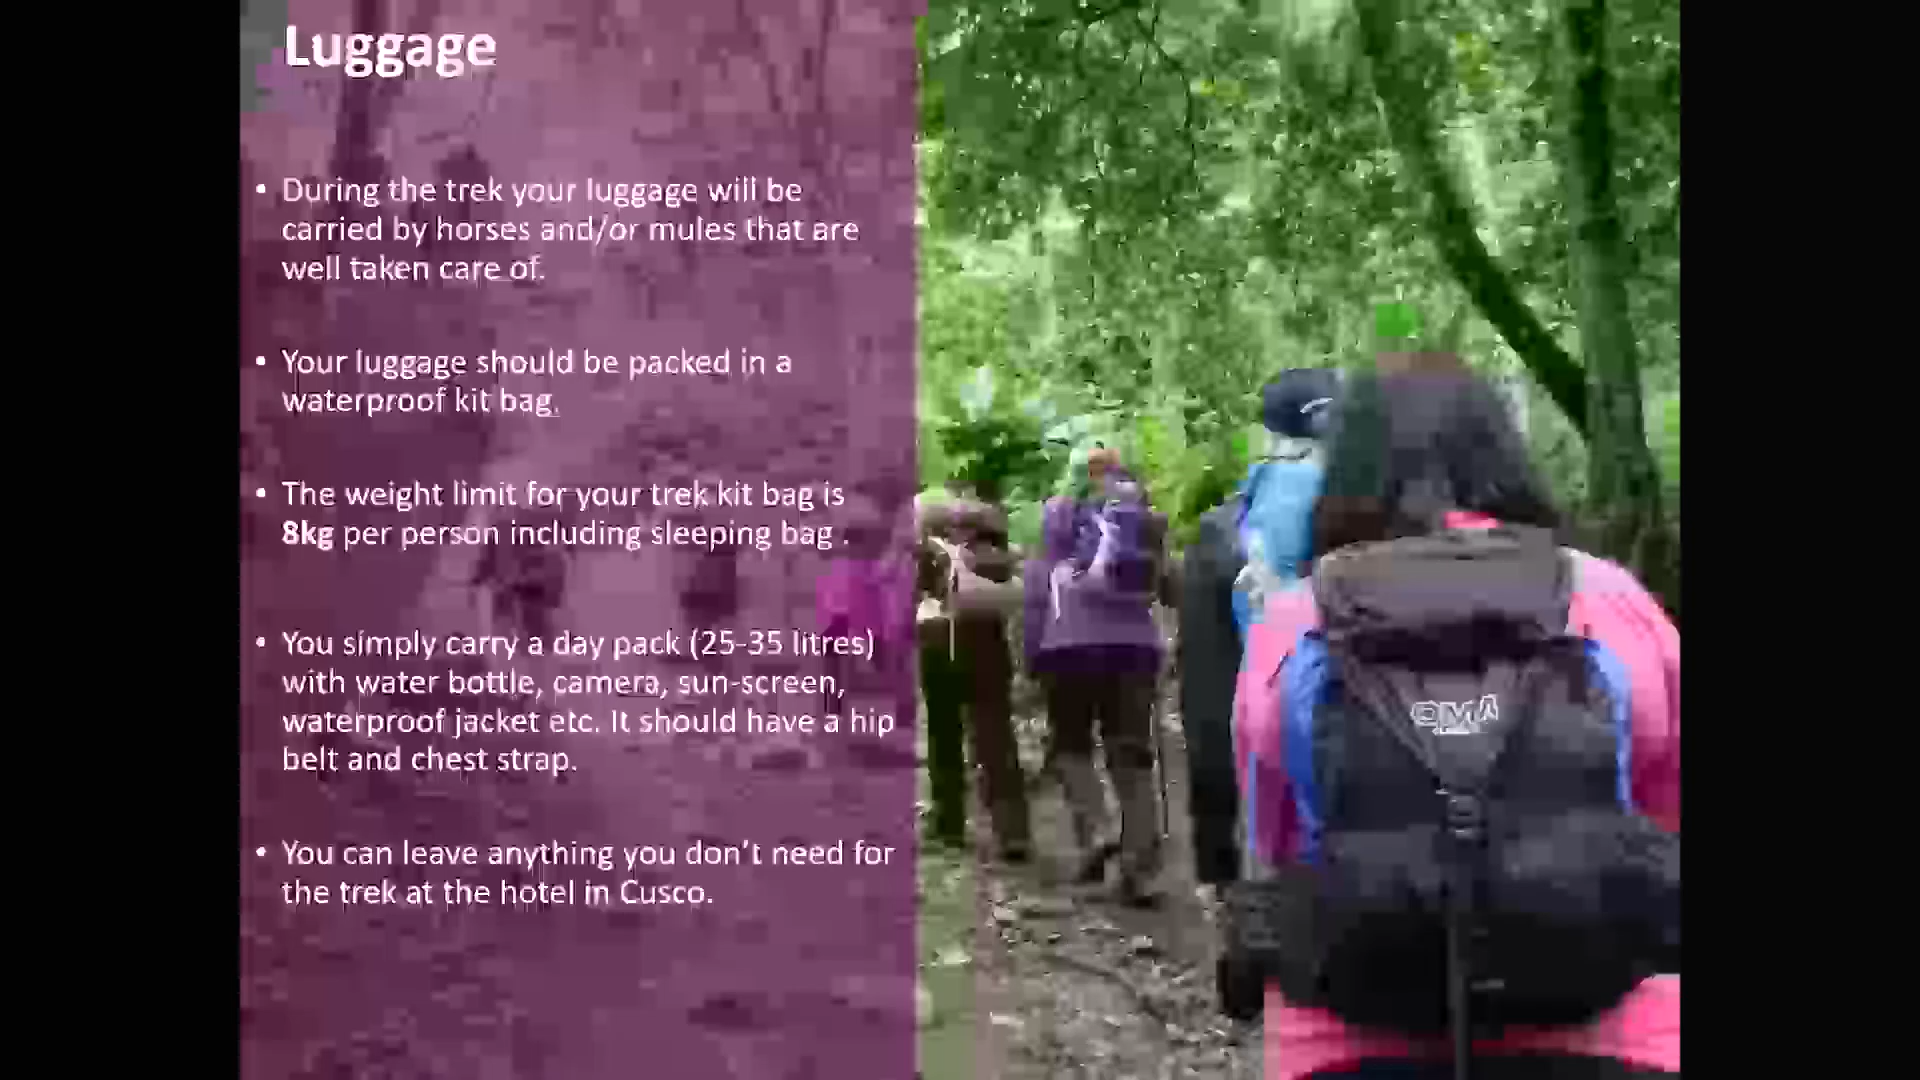 Luggage
• During the trek your luggage will be
carried by horses and/or mules that are
well taken care of.
• Your luggage should be packed in a
waterproof kit bag.
• The weight limit for your trek kit bag is
8kg per person including sleeping bag .
• You simply carry a day pack (25-35 litres)
with water bottle, camera, sun-screen,
waterproof jacket etc. It should have a hip
belt and chest strap.
• You can leave anything you don't need for
the trek at the hotel in Cusco.